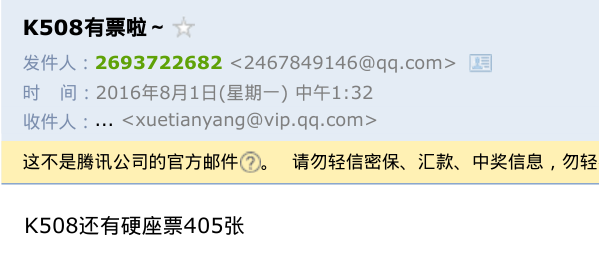 K508有票啦～
发件人：2693722682 <2467849146@qq.com>
时　间：2016年8月1日(星期一) 中午1:32
收件人：... <xuetianyang@vip.qq.com>
这不是腾讯公司的官方邮件?。　请勿轻信密保、汇款、中奖信息，勿轻
K508还有硬座票405张